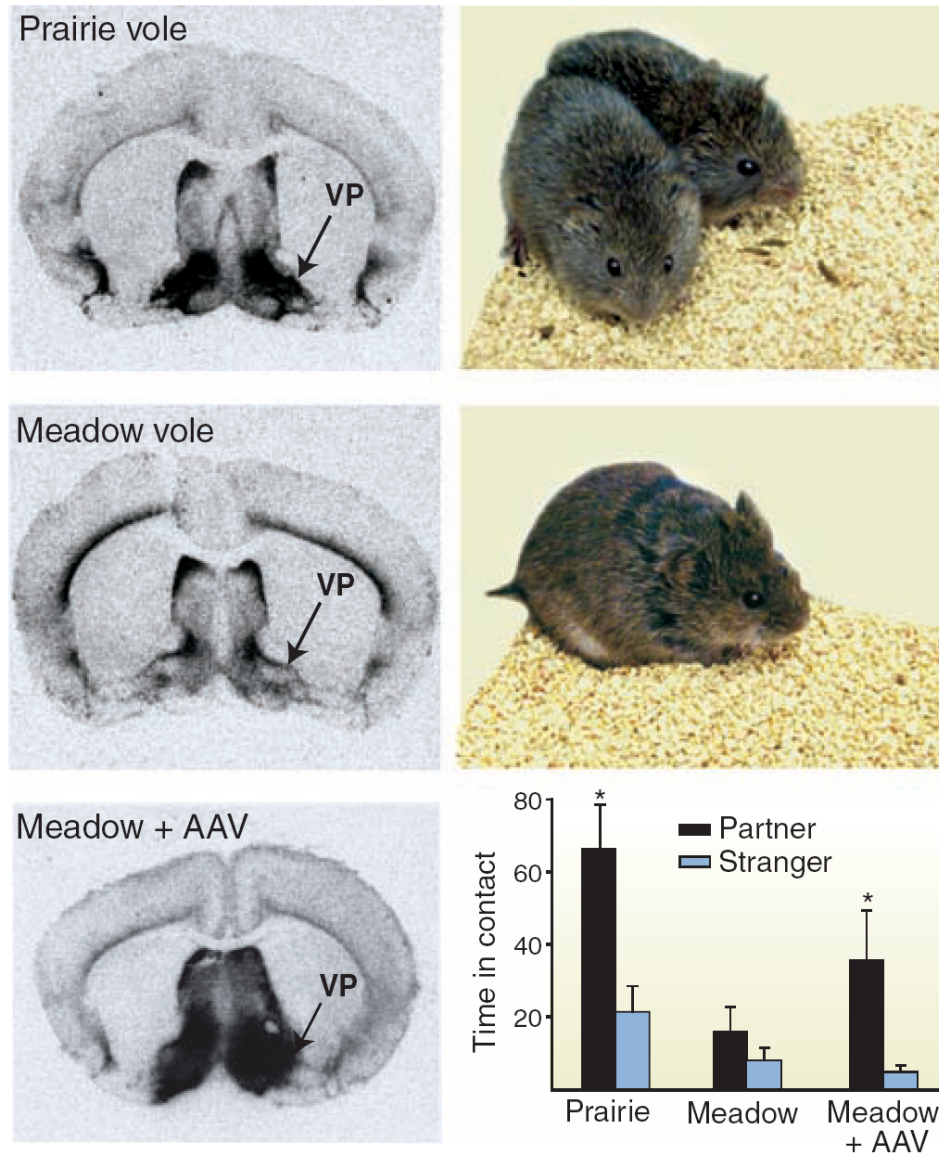 Prairie vole
VP
Meadow vole
VP
Meadow + AAV
VP
80
60
40
20
Time in contact
*
*
Partner
Stranger
Prairie
Meadow
Meadow
+ AAV